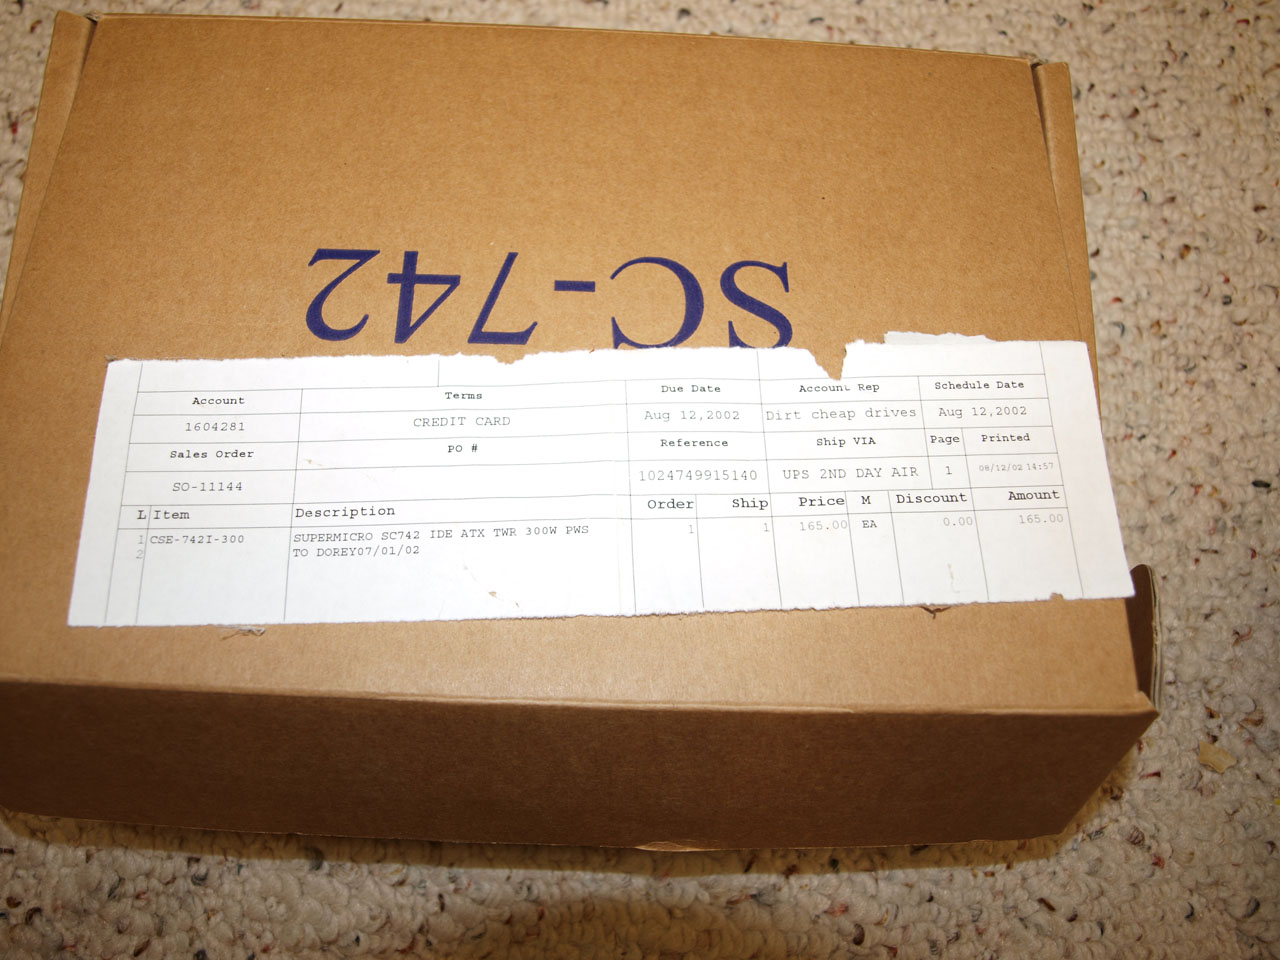 SC-742
Account Terms Due Date Account Rep Schedule Date
1604281 CREDIT CARD Aug 12,2002 Dirt cheap drives Aug 12,2002
Sales Order PO # Reference Ship VIA Page Printed
SO-11144 1024749915140 UPS 2ND DAY AIR 1 08/12/02 14:57
L Item Description Order Ship Price M Discount Amount
1 CSE-742I-300 SUPERMICRO SC742 IDE ATX TWR 300W PWS 1 1 165.00 EA 0.00 165.00
2 TO DOREY07/01/02